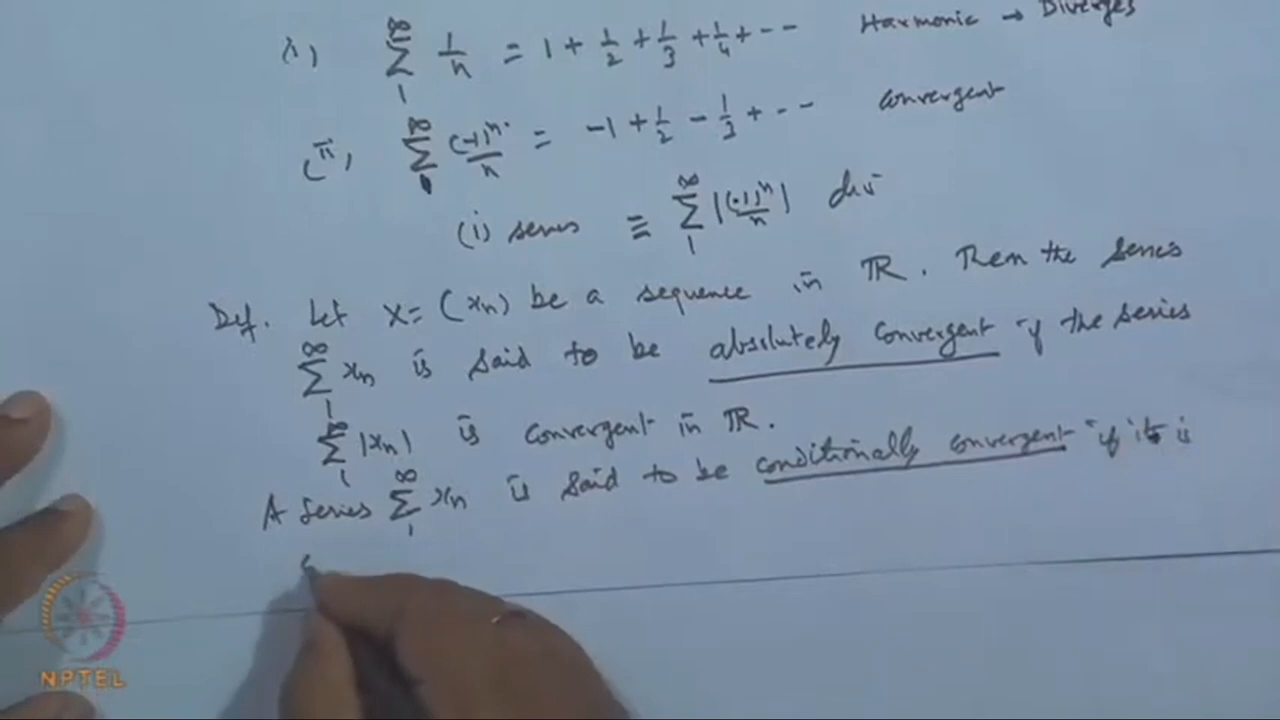 (i) ∞ Σ 1 1/n = 1 + 1/2 + 1/3 + 1/4 + -- Harmonic → Diverges
(ii) ∞ Σ 1 (-1)^n/n = -1 + 1/2 - 1/3 + -- Convergent
(i) series ≡ ∞ Σ 1 |(-1)^n/n| div
Def. Let X = (xn) be a sequence in ℝ. Then the series
∞ Σ 1 xn is said to be absolutely convergent if the series
∞ Σ 1 |xn| is convergent in ℝ.
A series ∞ Σ 1 xn is said to be conditionally convergent if it is
NPTEL